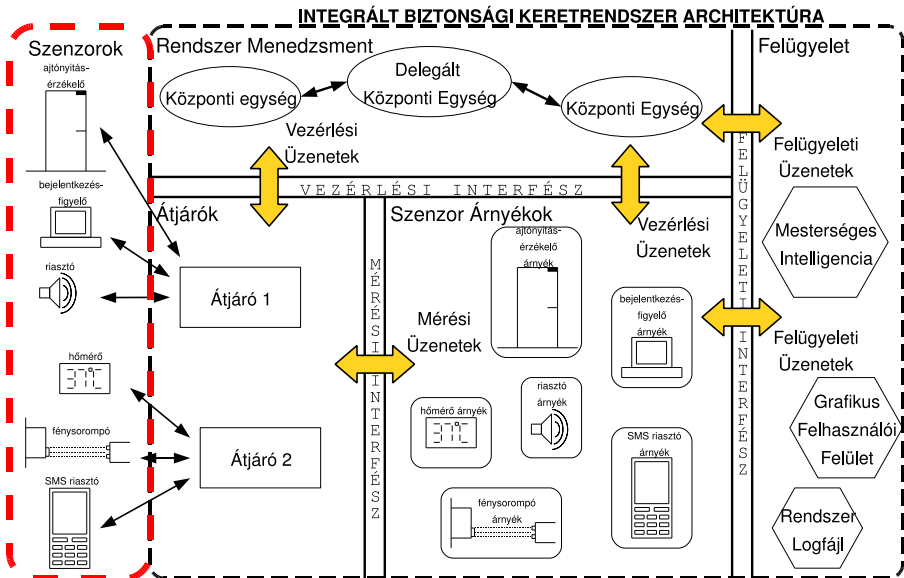 INTEGRÁLT BIZTONSÁGI KERETRENDSZER ARCHITEKTÚRA
Szenzorok
ajtónyitás-
érzékelő
bejelentkezés-
figyelő
riasztó
hőmérő
37°C
fénysorompó
SMS riasztó
Rendszer Menedzsment
Központi egység
Delegált
Központi Egység
Központi Egység
Vezérlési
Üzenetek
VEZÉRLÉSI INTERFÉSZ
Átjárók
Átjáró 1
Átjáró 2
MÉRÉSI INTERFÉSZ
Mérési
Üzenetek
Szenzor Árnyékok
ajtónyitás-
érzékelő
árnyék
Vezérlési
Üzenetek
bejelentkezés-
figyelő
árnyék
hőmérő árnyék
37°C
riasztó
árnyék
SMS riasztó
árnyék
fénysorompó
árnyék
FELÜGYELETI INTERFÉSZ
Felügyelet
Felügyeleti
Üzenetek
Mesterséges
Intelligencia
Felügyeleti
Üzenetek
Grafikus
Felhasználói
Felület
Rendszer
Logfájl